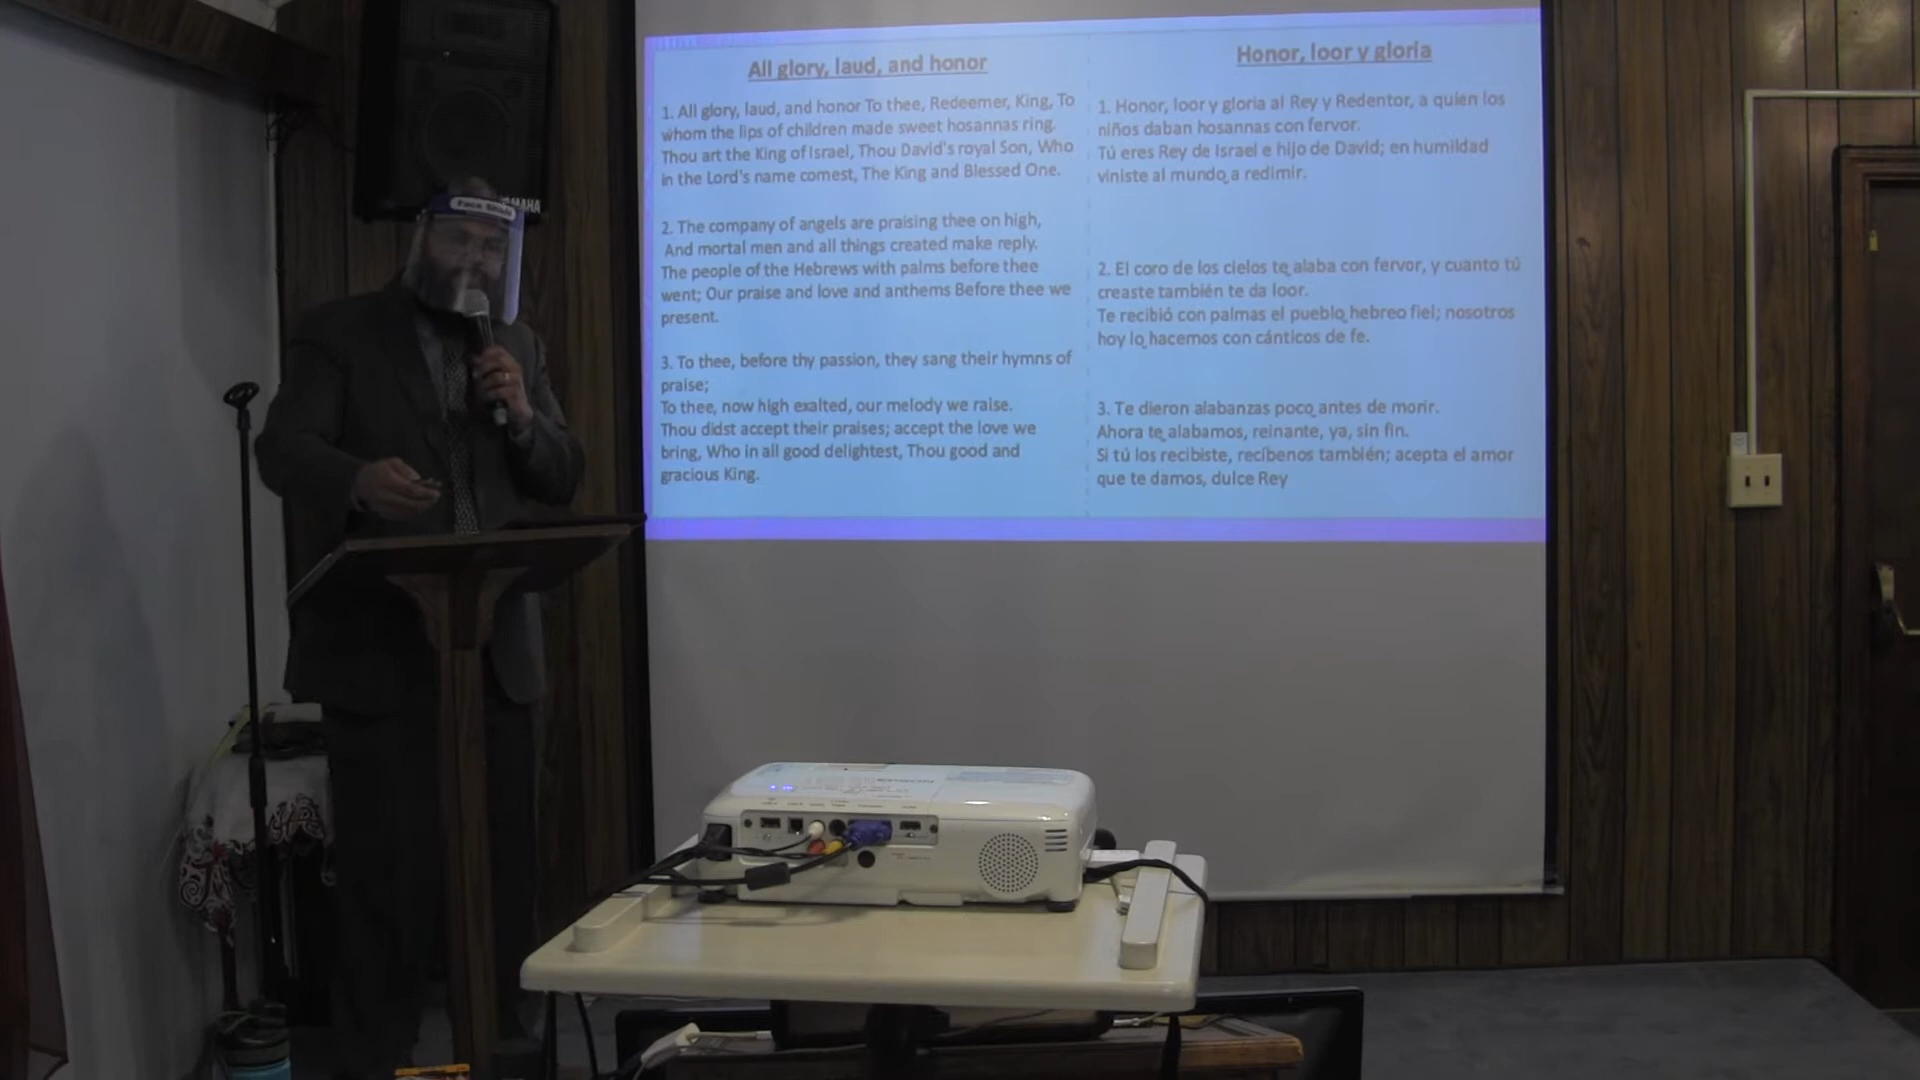 All glory, laud, and honor
1. All glory, laud, and honor To thee, Redeemer, King, To
whom the lips of children made sweet hosannas ring.
Thou art the King of Israel, Thou David's royal Son, Who
in the Lord's name comest, The King and Blessed One.
2. The company of angels are praising thee on high,
And mortal men and all things created make reply.
The people of the Hebrews with palms before thee
went; Our praise and love and anthems Before thee we
present.
3. To thee, before thy passion, they sang their hymns of
praise;
To thee, now high exalted, our melody we raise.
Thou didst accept their praises; accept the love we
bring, Who in all good delightest, Thou good and
gracious King.
Honor, loor y gloria
1. Honor, loor y gloria al Rey y Redentor, a quien los
niños daban hosannas con fervor.
Tú eres Rey de Israel e hijo de David; en humildad
viniste al mundo‿a redimir.
2. El coro de los cielos te‿alaba con fervor, y cuanto tú
creaste también te da loor.
Te recibió con palmas el pueblo‿hebreo fiel; nosotros
hoy lo‿hacemos con cánticos de fe.
3. Te dieron alabanzas poco‿antes de morir.
Ahora te‿alabamos, reinante, ya, sin fin.
Si tú los recibiste, recíbenos también; acepta el amor
que te damos, dulce Rey
Face Shield
YAMAHA